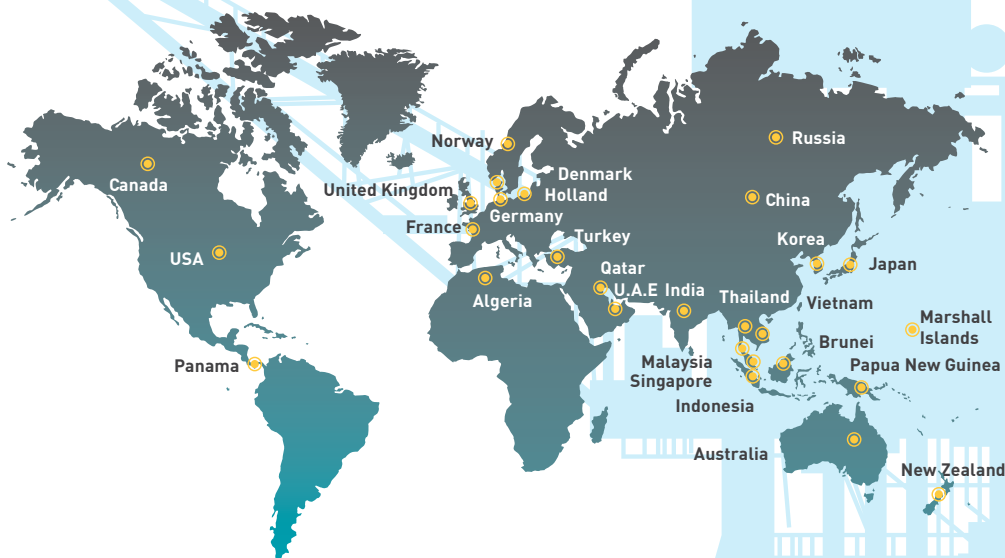 Russia
Norway
Denmark
Canada
United Kingdom
Holland
China
Germany
France
Turkey
Korea
USA
Japan
Qatar
U.A.E India
Algeria
Thailand
Vietnam
Marshall
Islands
Brunei
Malaysia
Panama
Papua New Guinea
Singapore
Indonesia
Australia
New Zealand